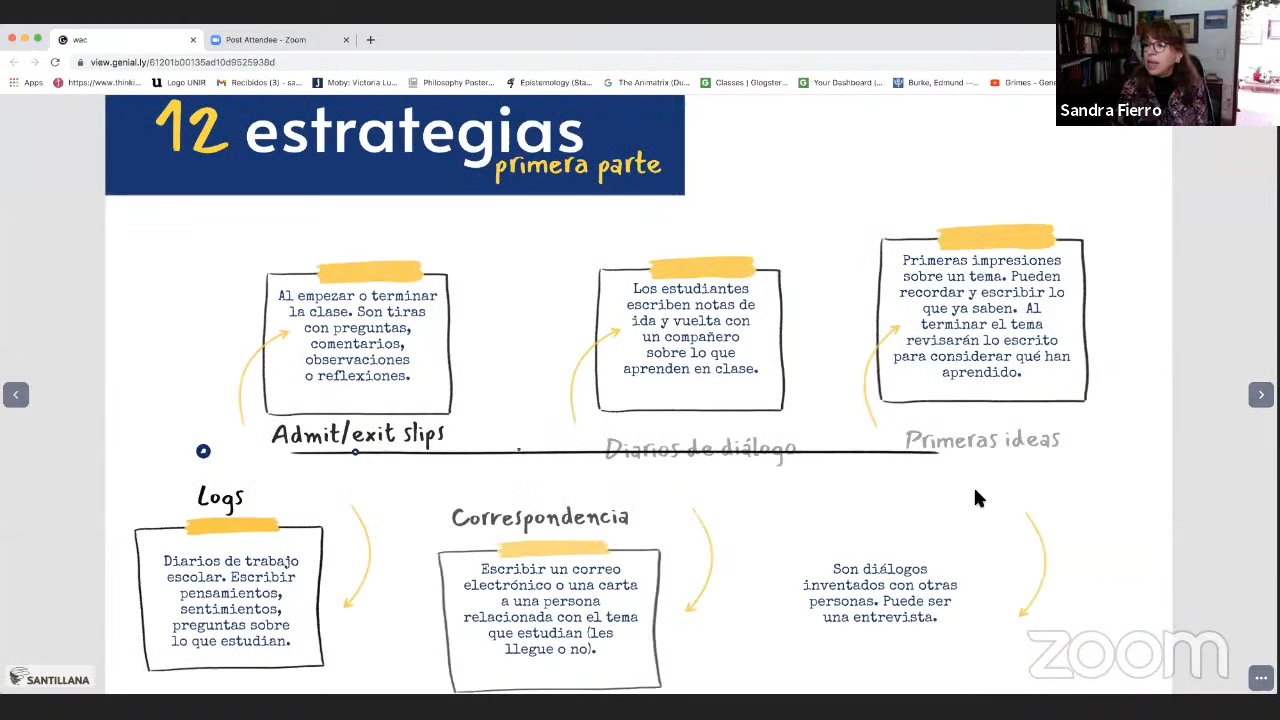 wac
Post Attendee - Zoom
view.genial.ly/61201b00135ad10d9525938d
Apps
https://www.thinki...
Logo UNIR
Recibidos (3) - sa...
Moby: Victoria Lu...
Philosophy Poster...
Epistemology (Sta...
The Animatrix (Du...
Classes | Glogster...
Your Dashboard |...
Burke, Edmund -...
Grimes - Gen
Sandra Fierro
12 estrategias
primera parte
Al empezar o terminar
la clase. Son tiras
con preguntas,
comentarios,
observaciones
o reflexiones.
Admit/exit slips
Los estudiantes
escriben notas de
ida y vuelta con
un compañero
sobre lo que
aprenden en clase.
Diarios de diálogo
Primeras impresiones
sobre un tema. Pueden
recordar y escribir lo
que ya saben. Al
terminar el tema
revisarán lo escrito
para considerar qué han
aprendido.
Primeras ideas
Logs
Diarios de trabajo
escolar. Escribir
pensamientos,
sentimientos,
preguntas sobre
lo que estudian.
Correspondencia
Escribir un correo
electrónico o una carta
a una persona
relacionada con el tema
que estudian (les
llegue o no).
Son diálogos
inventados con otras
personas. Puede ser
una entrevista.
zoom
SANTILLANA